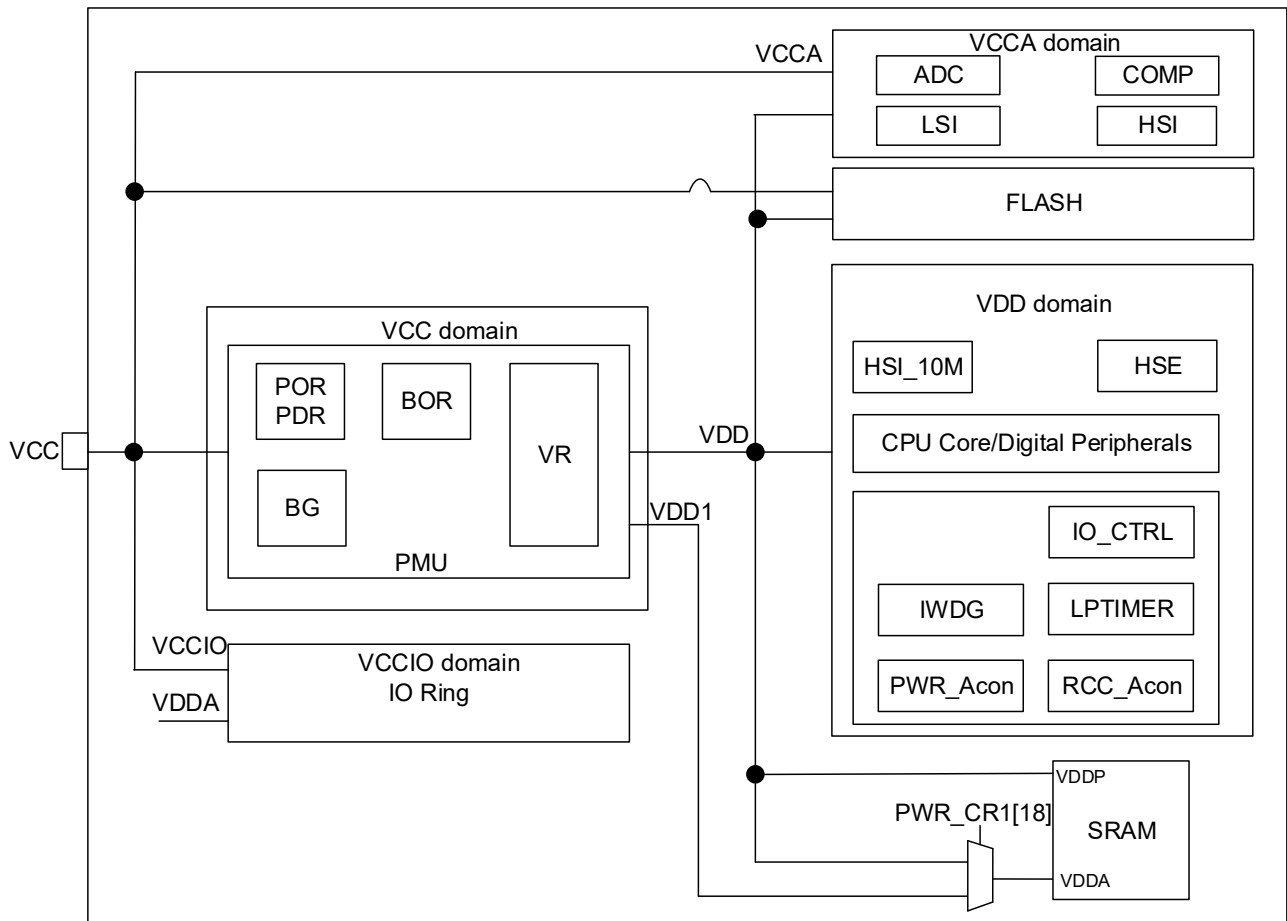 VCCA domain
VCCA
ADC
COMP
LSI
HSI
FLASH
VCC domain
POR
PDR
BOR
VR
BG
PMU
VCC
VDD
VDD1
VDD domain
HSI_10M
HSE
CPU Core/Digital Peripherals
IO_CTRL
IWDG
LPTIMER
PWR_Acon
RCC_Acon
VCCIO
VCCIO domain
IO Ring
VDDA
PWR_CR1[18]
VDDP
SRAM
VDDA